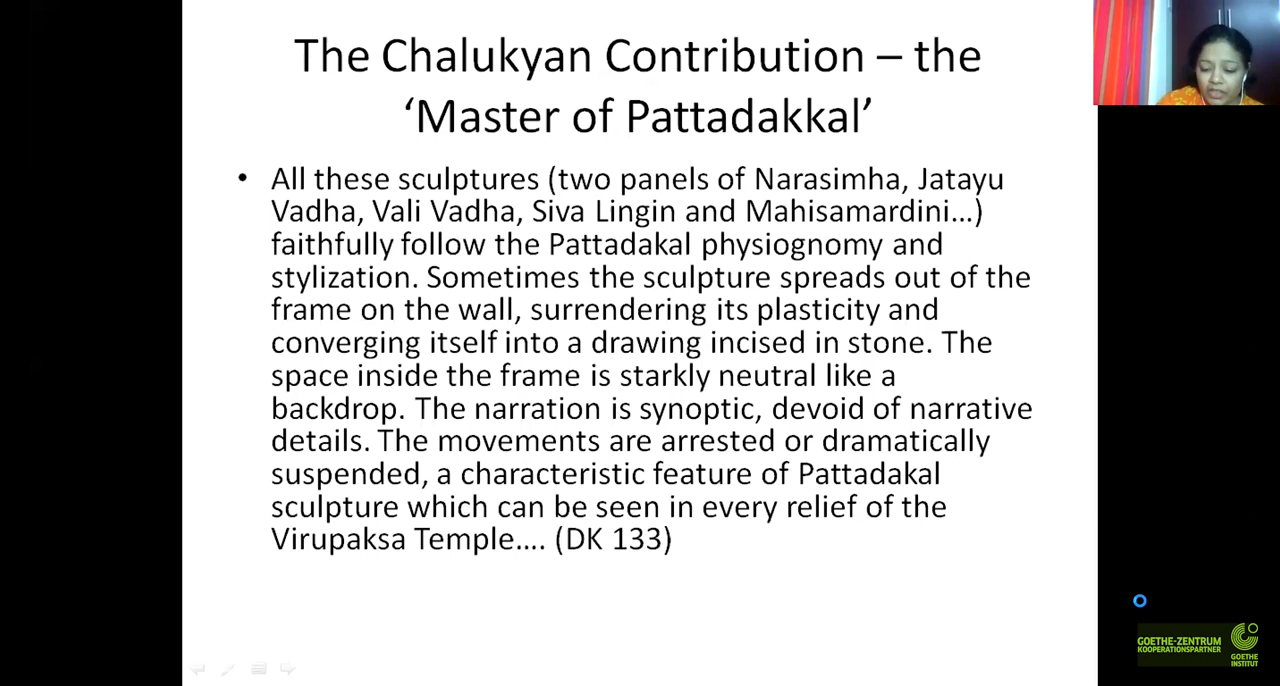 The Chalukyan Contribution – the
‘Master of Pattadakkal’
• All these sculptures (two panels of Narasimha, Jatayu
Vadha, Vali Vadha, Siva Lingin and Mahisamardini...)
faithfully follow the Pattadakal physiognomy and
stylization. Sometimes the sculpture spreads out of the
frame on the wall, surrendering its plasticity and
converging itself into a drawing incised in stone. The
space inside the frame is starkly neutral like a
backdrop. The narration is synoptic, devoid of narrative
details. The movements are arrested or dramatically
suspended, a characteristic feature of Pattadakal
sculpture which can be seen in every relief of the
Virupaksa Temple.... (DK 133)
GOETHE-ZENTRUM
KOOPERATIONSPARTNER
GOETHE
INSTITUT